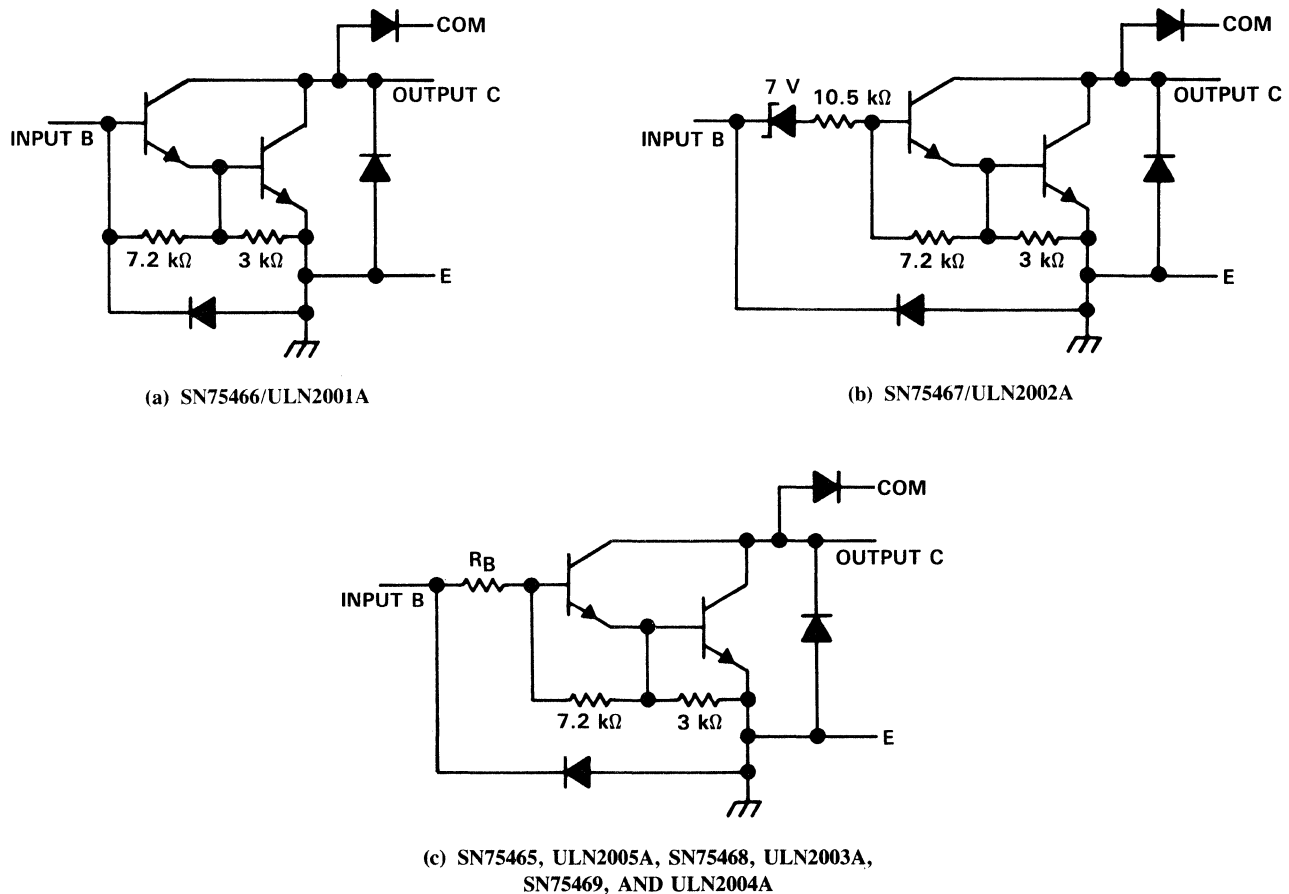 COM
OUTPUT C
INPUT B
7.2 kΩ
3 kΩ
E
(a) SN75466/ULN2001A
COM
7 V
10.5 kΩ
OUTPUT C
INPUT B
7.2 kΩ
3 kΩ
E
(b) SN75467/ULN2002A
COM
OUTPUT C
RB
INPUT B
7.2 kΩ
3 kΩ
E
(c) SN75465, ULN2005A, SN75468, ULN2003A,
SN75469, AND ULN2004A